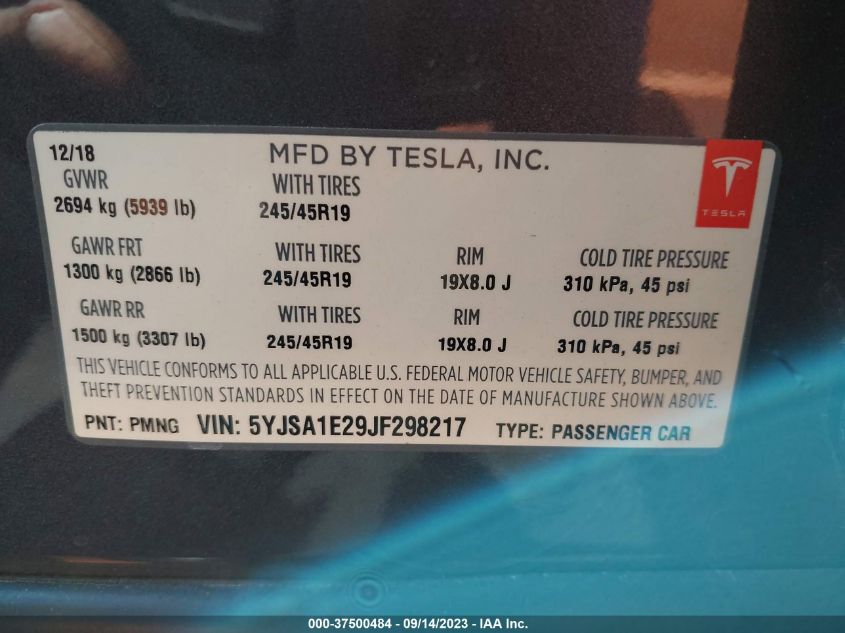 12/18 MFD BY TESLA, INC.
GVWR WITH TIRES
2694 kg (5939 lb) 245/45R19
TESLA
GAWR FRT WITH TIRES RIM COLD TIRE PRESSURE
1300 kg (2866 lb) 245/45R19 19X8.0 J 310 kPa, 45 psi
GAWR RR WITH TIRES RIM COLD TIRE PRESSURE
1500 kg (3307 lb) 245/45R19 19X8.0 J 310 kPa, 45 psi
THIS VEHICLE CONFORMS TO ALL APPLICABLE U.S. FEDERAL MOTOR VEHICLE SAFETY, BUMPER, AND
THEFT PREVENTION STANDARDS IN EFFECT ON THE DATE OF MANUFACTURE SHOWN ABOVE.
PNT: PMNG VIN: 5YJSA1E29JF298217 TYPE: PASSENGER CAR
000-37500484 - 09/14/2023 - IAA Inc.